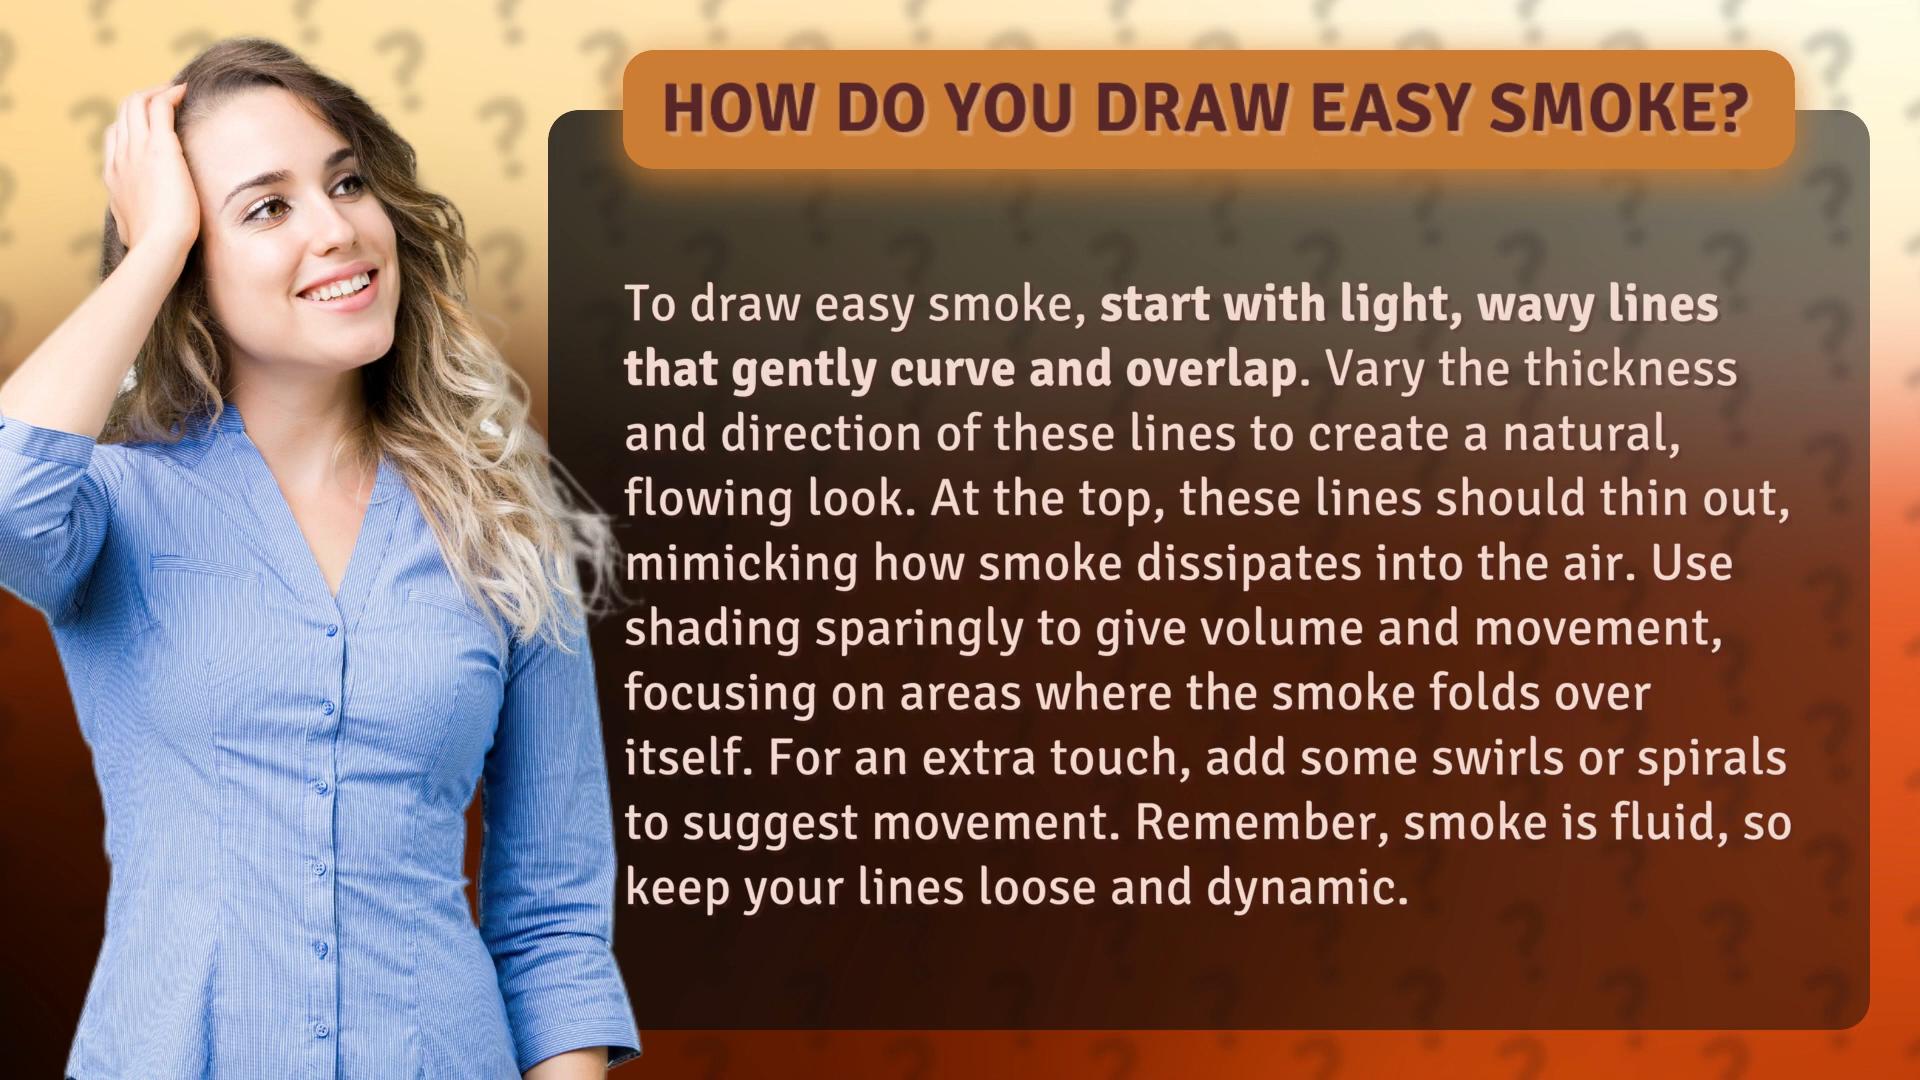 HOW DO YOU DRAW EASY SMOKE?
To draw easy smoke, start with light, wavy lines
that gently curve and overlap. Vary the thickness
and direction of these lines to create a natural,
flowing look. At the top, these lines should thin out,
mimicking how smoke dissipates into the air. Use
shading sparingly to give volume and movement,
focusing on areas where the smoke folds over
itself. For an extra touch, add some swirls or spirals
to suggest movement. Remember, smoke is fluid, so
keep your lines loose and dynamic.